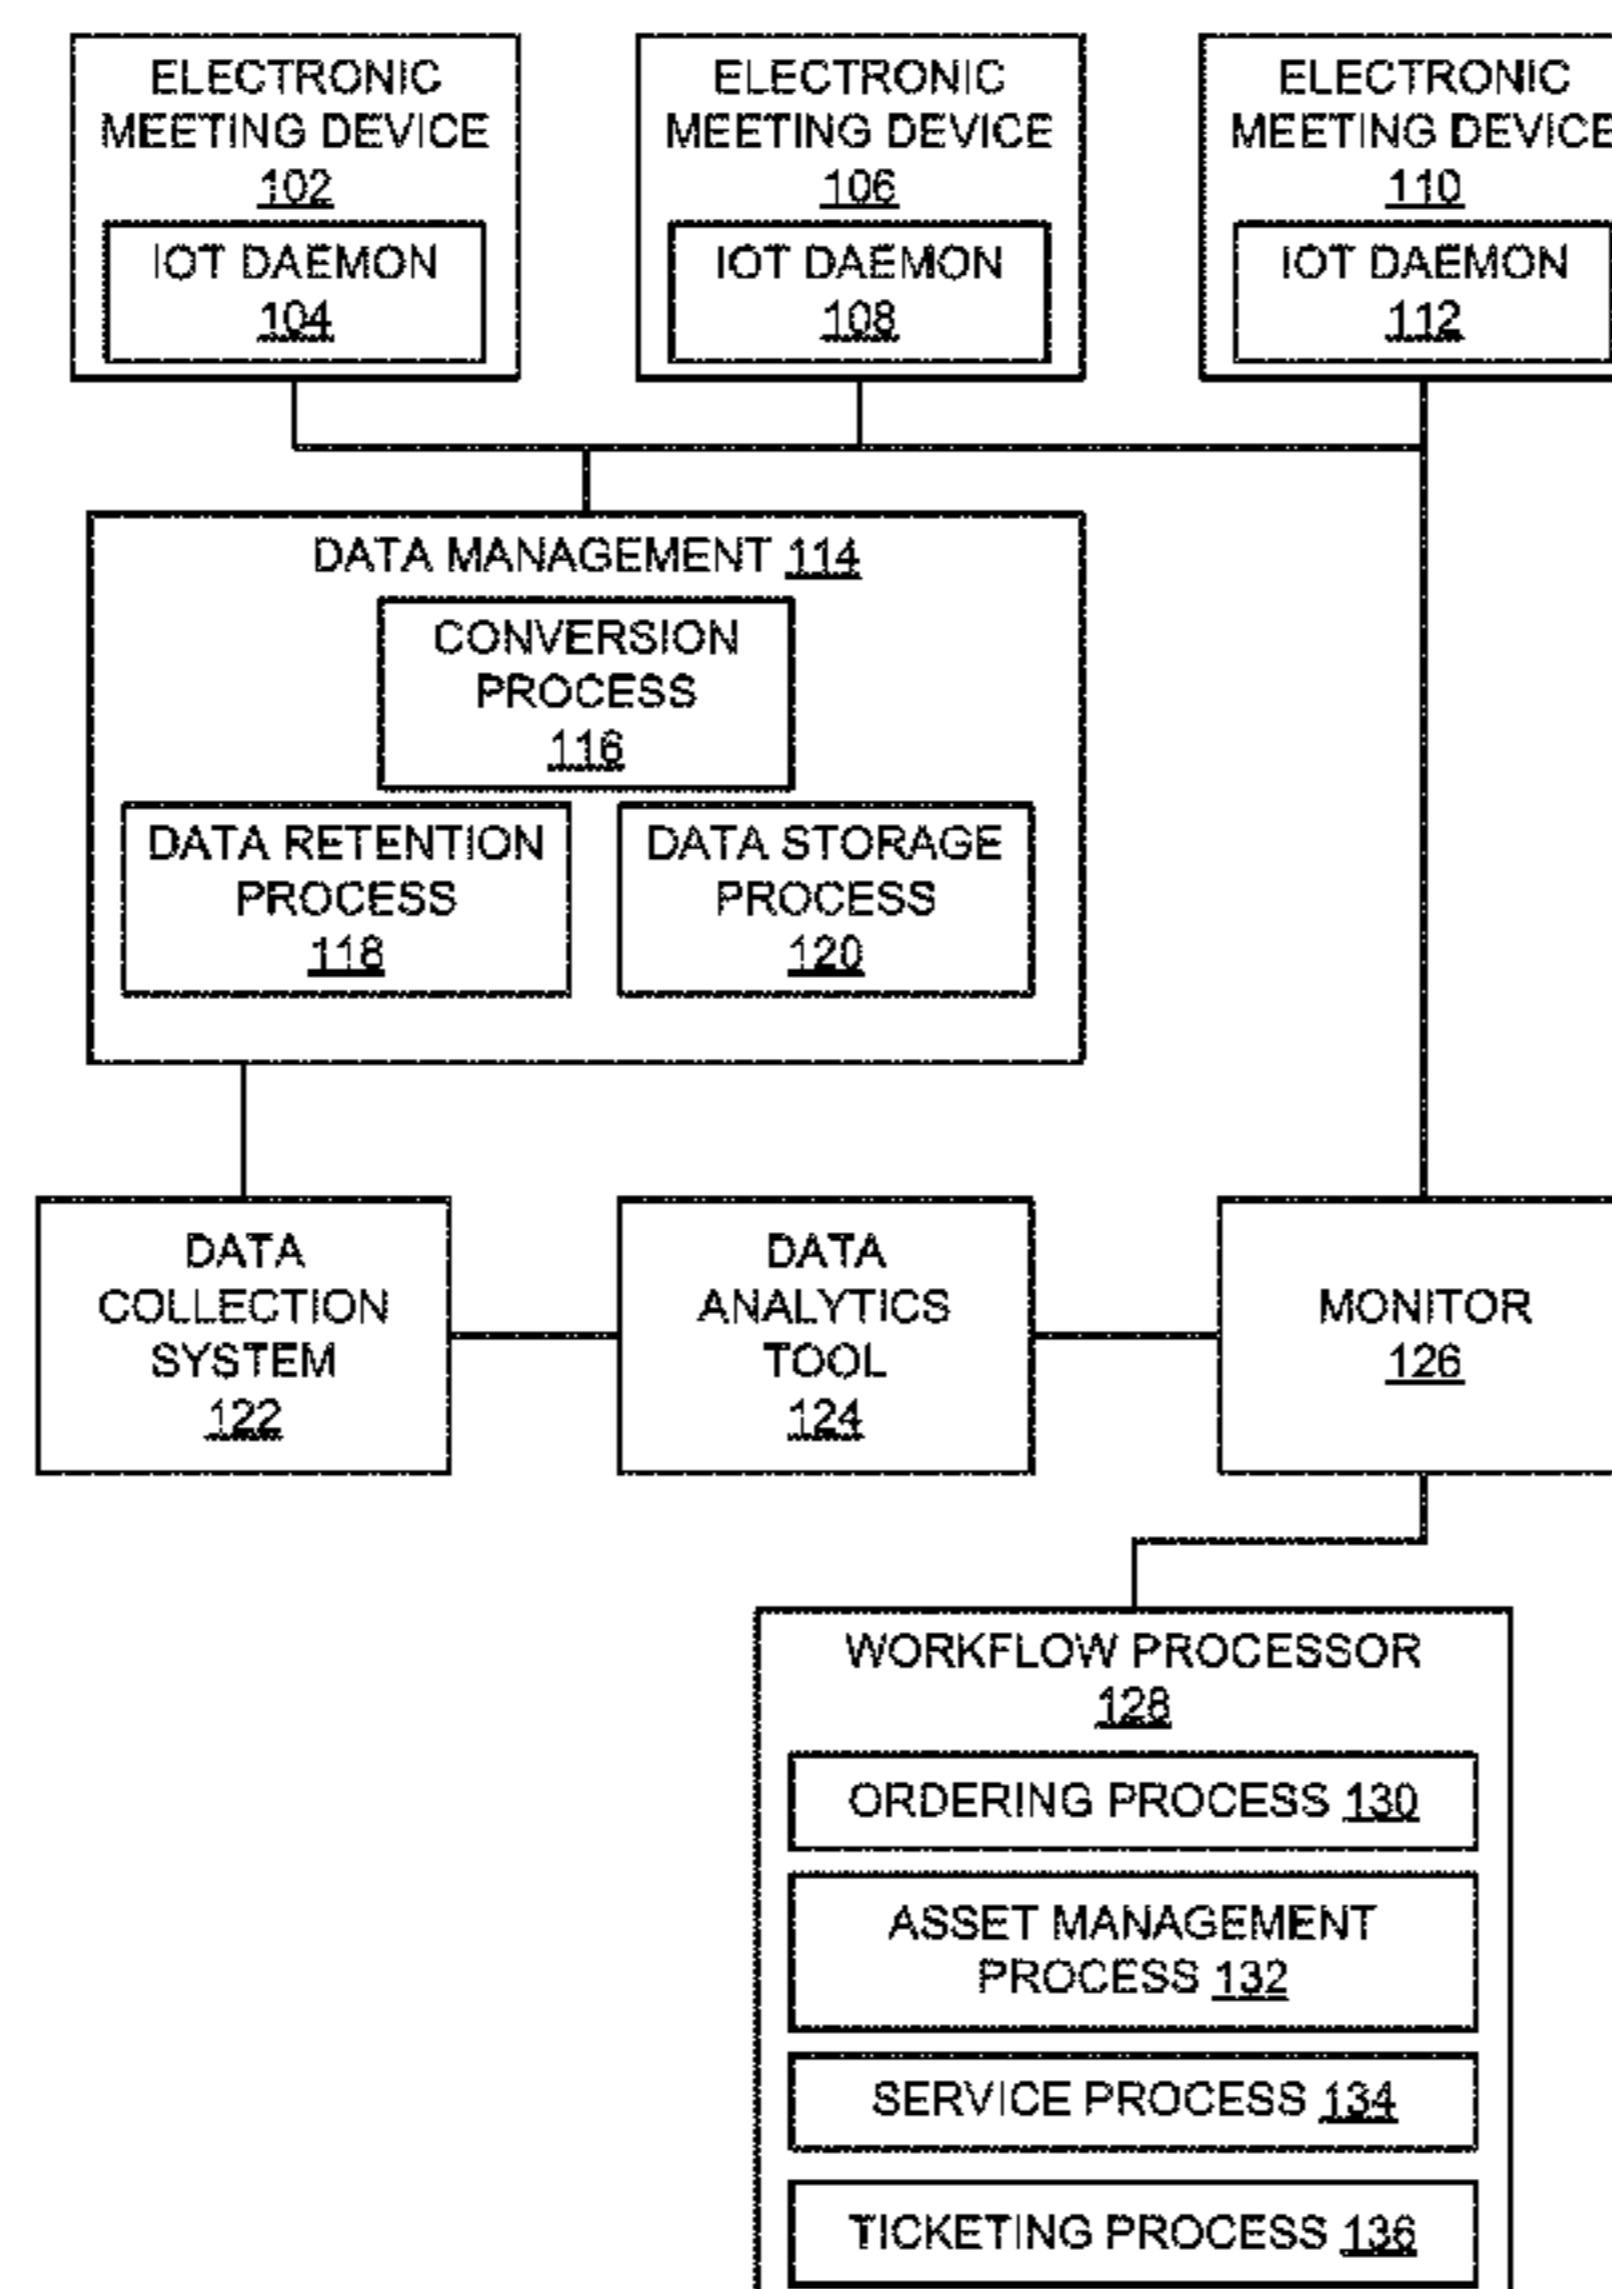 ELECTRONIC
MEETING DEVICE
102
IOT DAEMON
104
ELECTRONIC
MEETING DEVICE
106
IOT DAEMON
108
ELECTRONIC
MEETING DEVICE
110
IOT DAEMON
112
DATA MANAGEMENT 114
CONVERSION
PROCESS
116
DATA RETENTION
PROCESS
118
DATA STORAGE
PROCESS
120
DATA
COLLECTION
SYSTEM
122
DATA
ANALYTICS
TOOL
124
MONITOR
126
WORKFLOW PROCESSOR
128
ORDERING PROCESS 130
ASSET MANAGEMENT
PROCESS 132
SERVICE PROCESS 134
TICKETING PROCESS 136